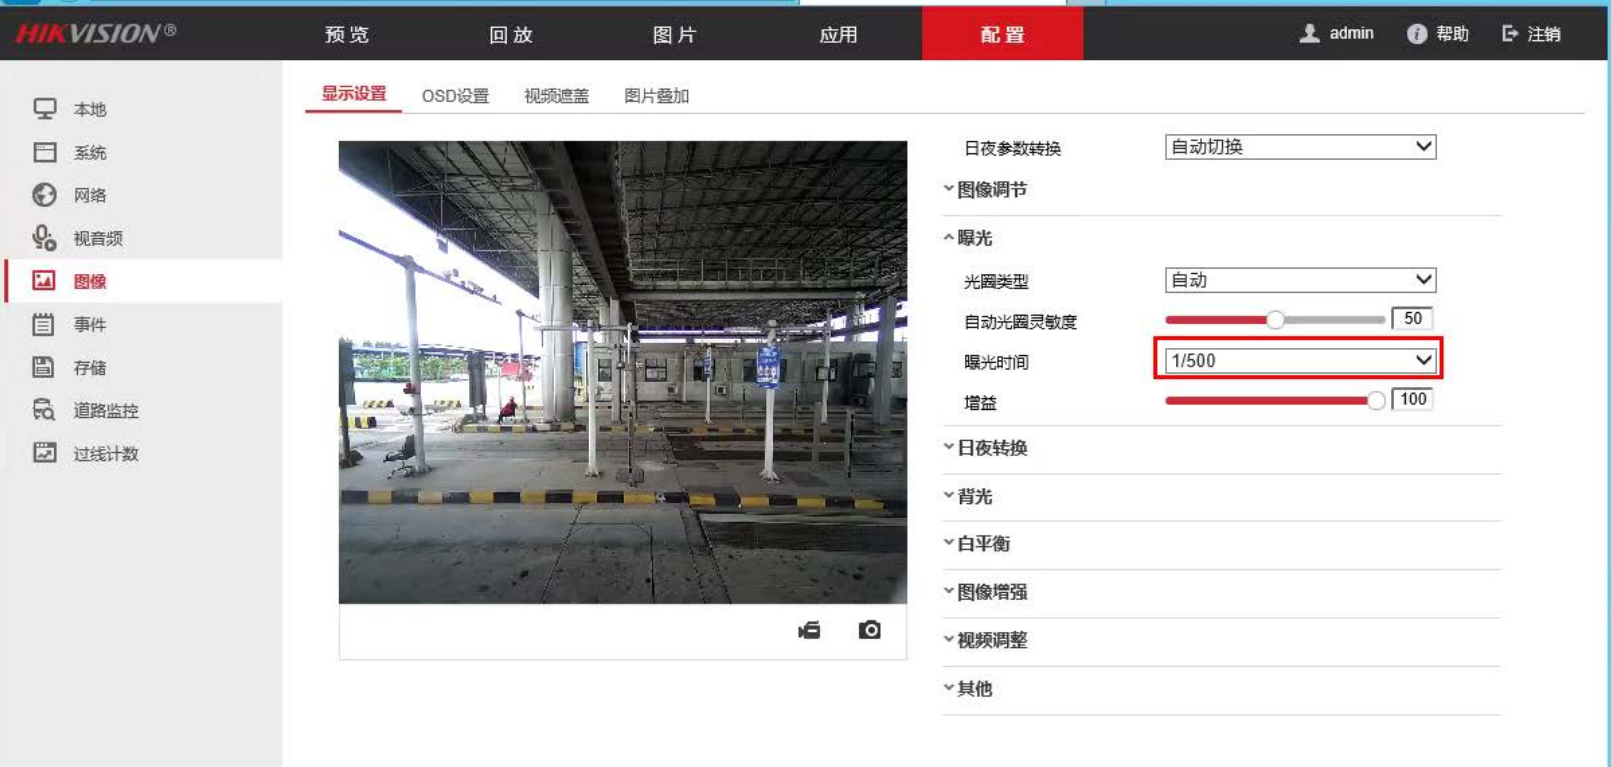 HIKVISION®
预览 回放 图片 应用 配置 admin 帮助 注销
本地
系统
网络
视音频
图像
事件
存储
道路监控
过线计数
显示设置 OSD设置 视频遮盖 图片叠加
日夜参数转换 自动切换
图像调节
曝光
光圈类型 自动
自动光圈灵敏度 50
曝光时间 1/500
增益 100
日夜转换
背光
白平衡
图像增强
视频调整
其他